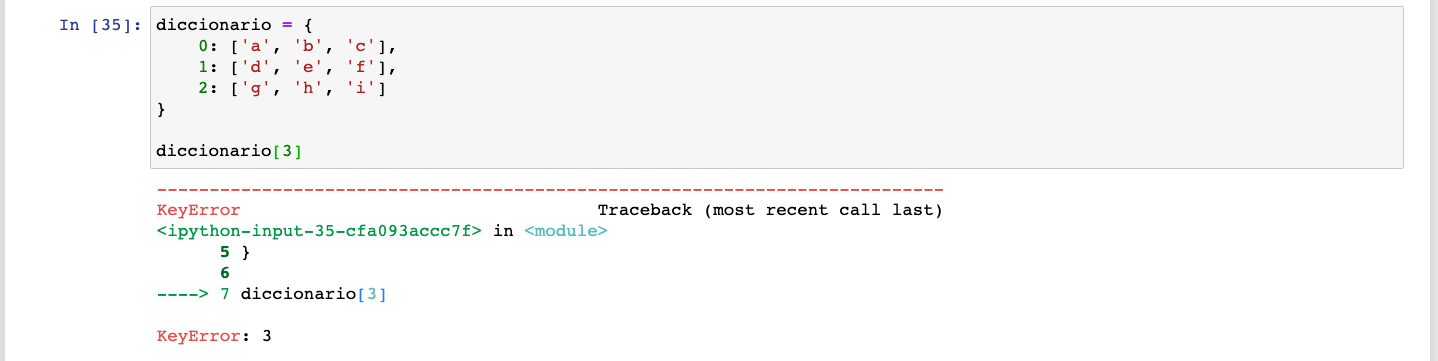 In [35]: diccionario = {
    0: ['a', 'b', 'c'],
    1: ['d', 'e', 'f'],
    2: ['g', 'h', 'i']
}

diccionario[3]
---------------------------------------------------------------------------
KeyError                                  Traceback (most recent call last)
<ipython-input-35-cfa093accc7f> in <module>
      5 }
      6
----> 7 diccionario[3]

KeyError: 3